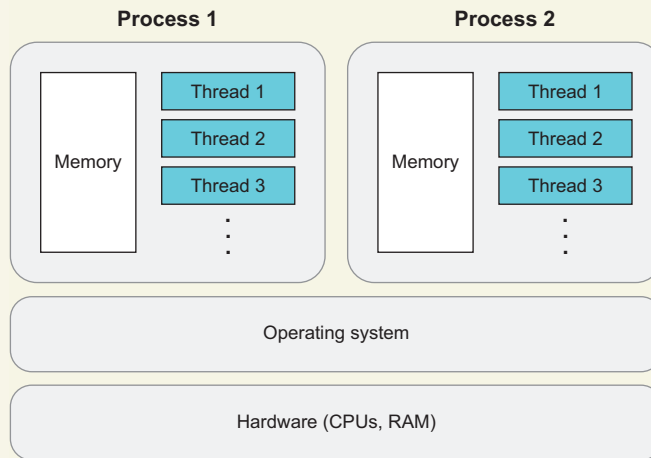 Process 1
Process 2
Memory
Thread 1
Thread 2
Thread 3
Memory
Thread 1
Thread 2
Thread 3
Operating system
Hardware (CPUs, RAM)